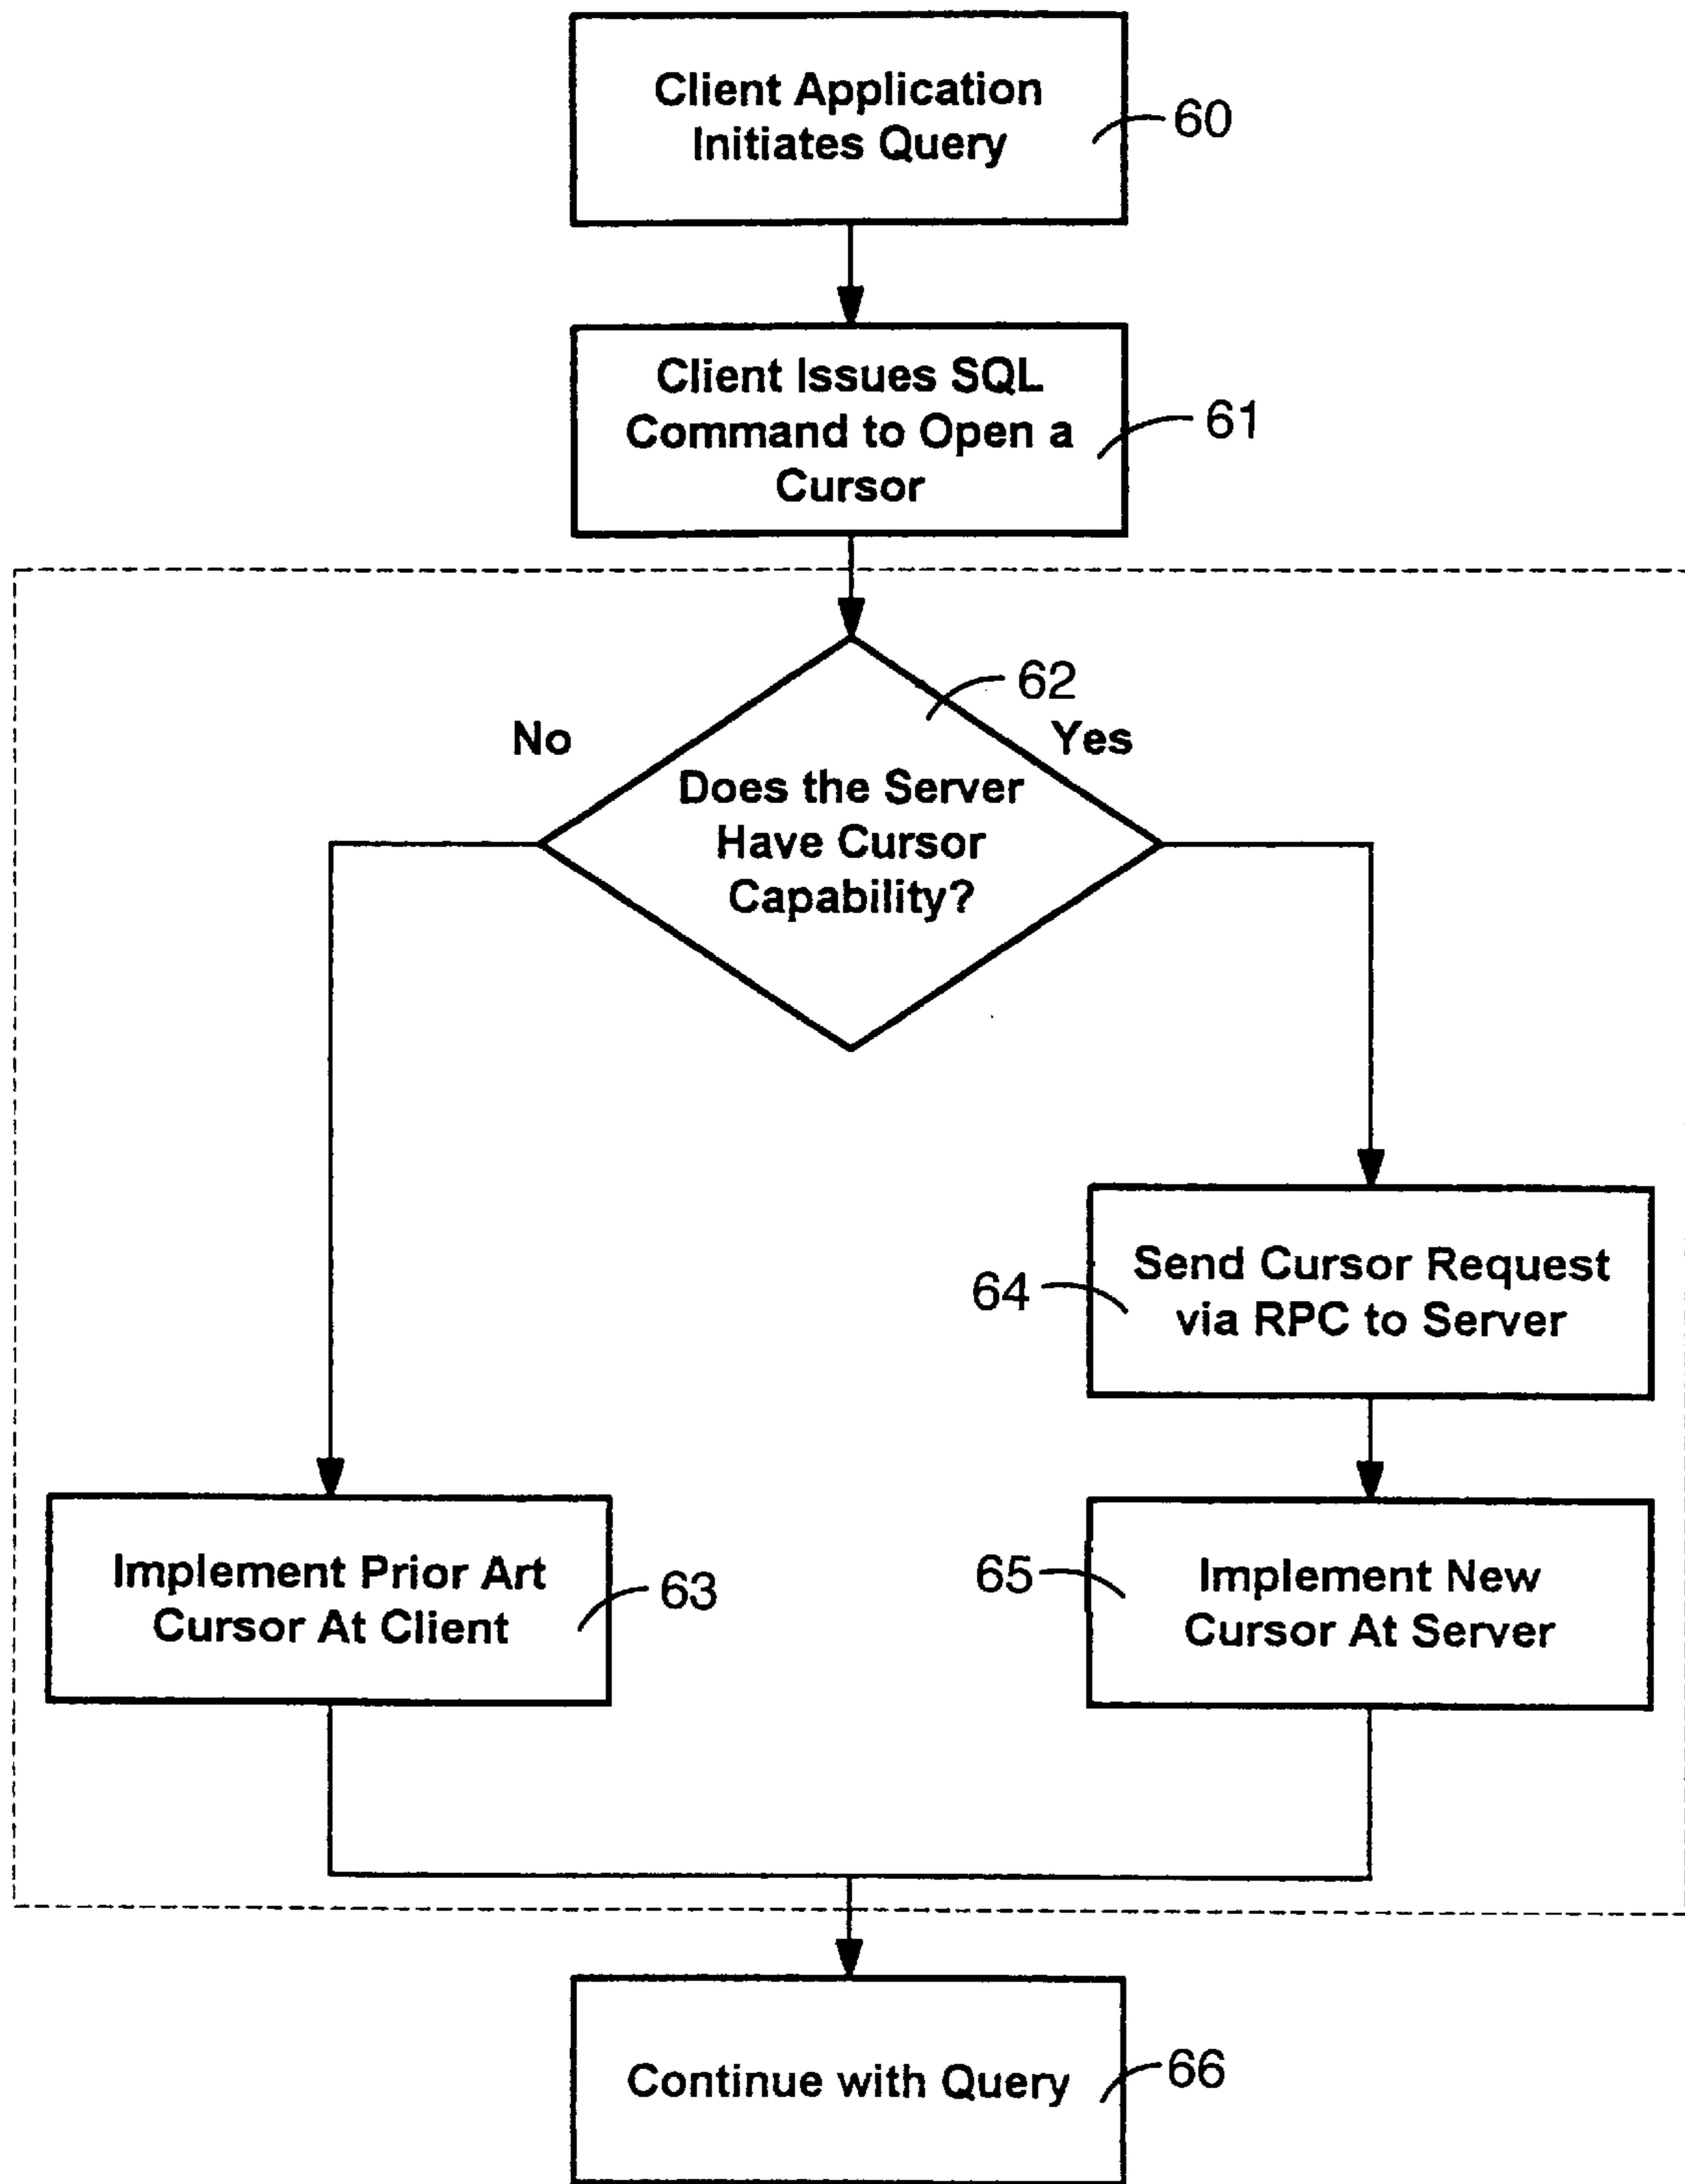 Client Application
Initiates Query
60
Client Issues SQL
Command to Open a
Cursor
61
62
No
Yes
Does the Server
Have Cursor
Capability?
64
Send Cursor Request
via RPC to Server
Implement Prior Art
Cursor At Client
63
65
Implement New
Cursor At Server
Continue with Query
66